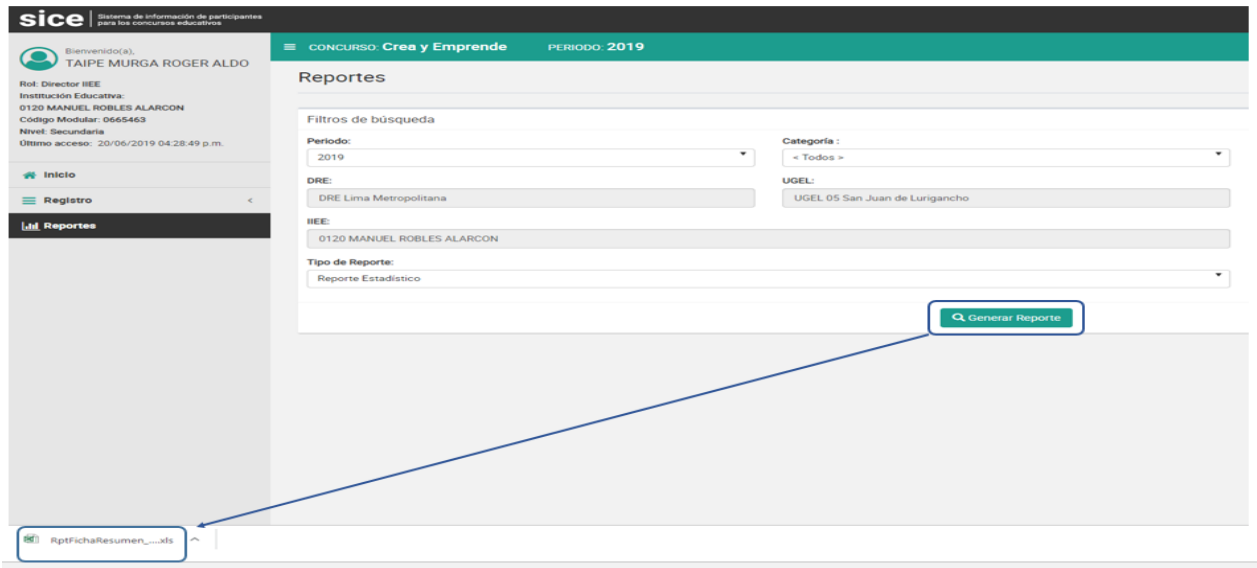 sice Sistema de información de participantes
para los concursos educativos
Bienvenido(a),
TAIPE MURGA ROGER ALDO
Rol: Director IIEE
Institución Educativa:
0120 MANUEL ROBLES ALARCON
Código Modular: 0665463
Nivel: Secundaria
Último acceso: 20/06/2019 04:28:49 p.m.
Inicio
Registro <
Reportes
CONCURSO: Crea y Emprende PERIODO: 2019
Reportes
Filtros de búsqueda
Periodo: Categoría :
2019 < Todos >
DRE: UGEL:
DRE Lima Metropolitana UGEL 05 San Juan de Lurigancho
IIEE:
0120 MANUEL ROBLES ALARCON
Tipo de Reporte:
Reporte Estadístico
Generar Reporte
RptFichaResumen_....xls